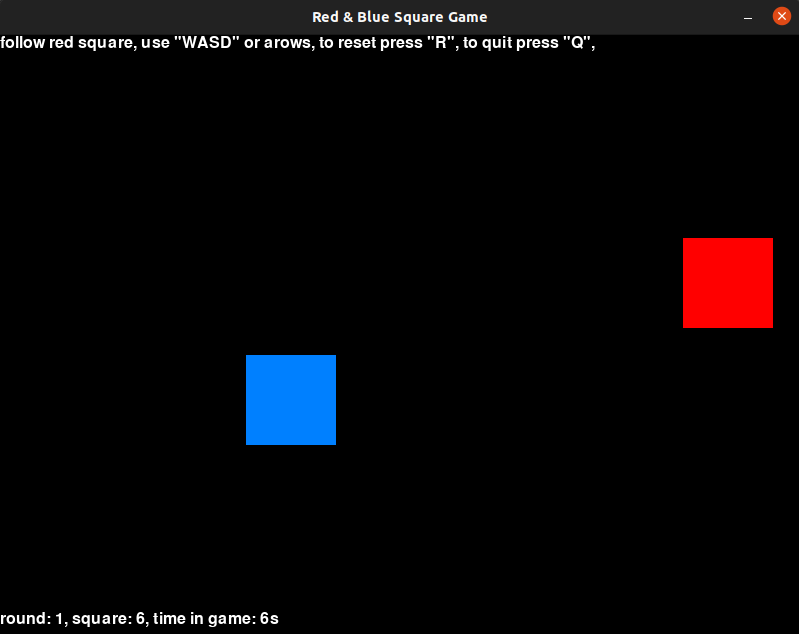 Red & Blue Square Game
follow red square, use "WASD" or arows, to reset press "R", to quit press "Q",
round: 1, square: 6, time in game: 6s